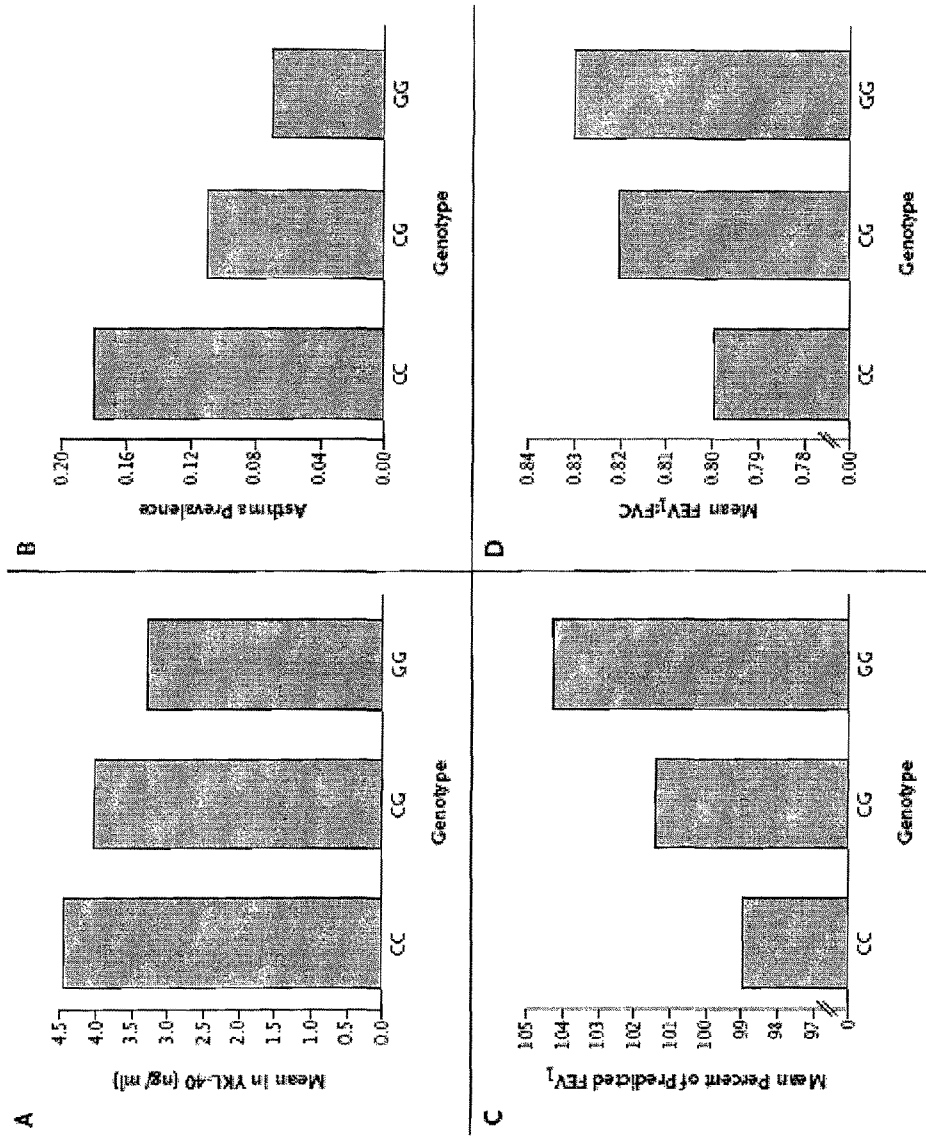 A
Mean ln YKL-40 (ng/ml)
4.5
4.0
3.5
3.0
2.5
2.0
1.5
1.0
0.5
0.0
CC CG GG
Genotype
B
Asthma Prevalence
0.20
0.16
0.12
0.08
0.04
0.00
CC CG GG
Genotype
C
Mean Percent of Predicted FEV1
105
104
103
102
101
100
99
98
97
0
CC CG GG
Genotype
D
Mean FEV1:FVC
0.84
0.83
0.82
0.81
0.80
0.79
0.78
0.00
CC CG GG
Genotype